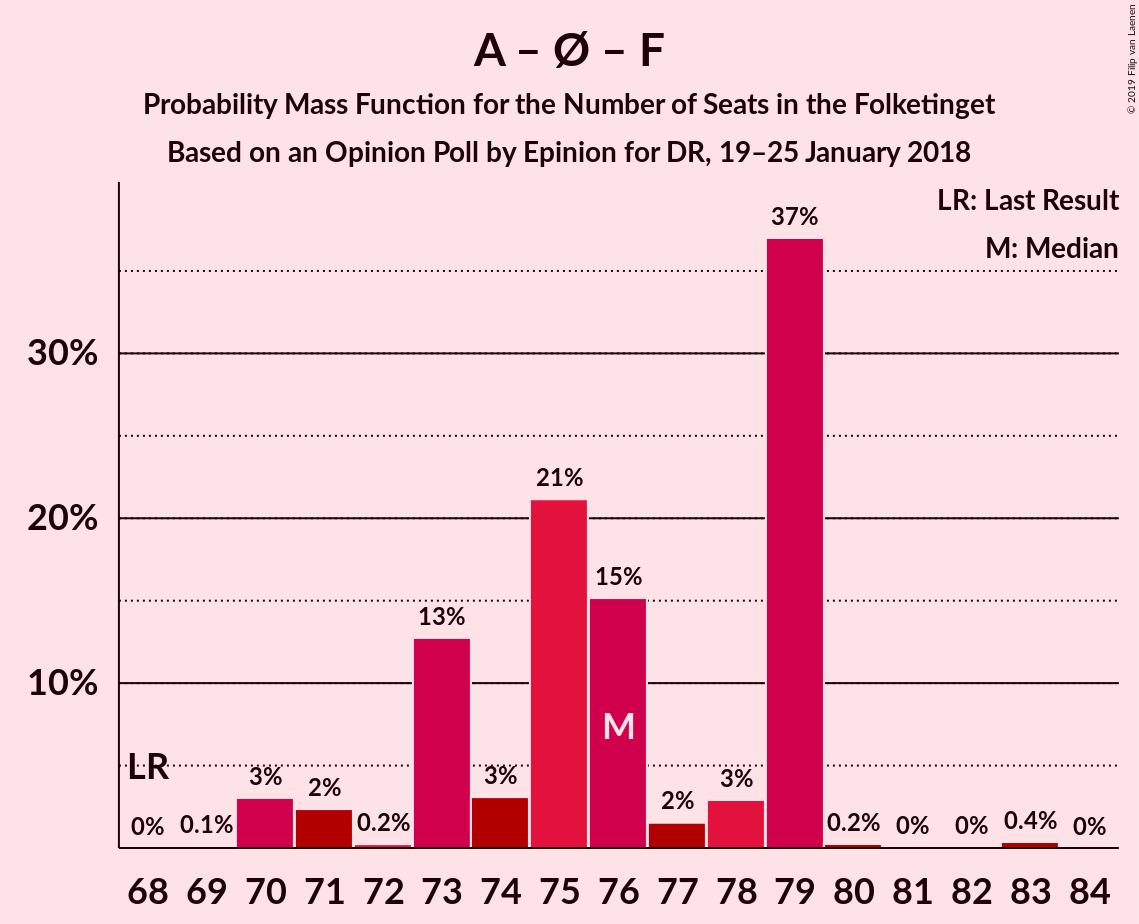 A – Ø – F
Probability Mass Function for the Number of Seats in the Folketinget
Based on an Opinion Poll by Epinion for DR, 19–25 January 2018
© 2019 Filip van Laenen
LR: Last Result
M: Median
37%
30%
21%
20%
15%
13%
10%
M
LR
0%
0.1%
3%
2%
0.2%
3%
2%
3%
0.2%
0%
0%
0.4%
0%
68 69 70 71 72 73 74 75 76 77 78 79 80 81 82 83 84